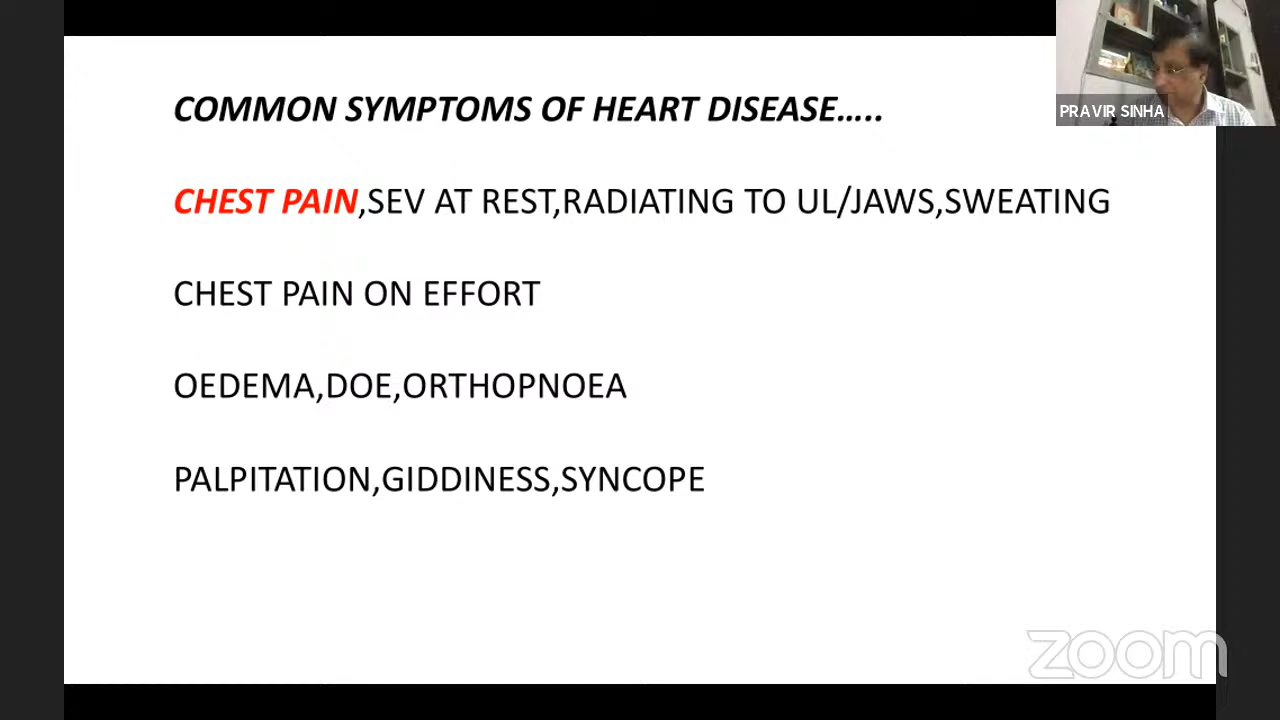 COMMON SYMPTOMS OF HEART DISEASE.....
PRAVIR SINHA
CHEST PAIN,SEV AT REST,RADIATING TO UL/JAWS,SWEATING
CHEST PAIN ON EFFORT
OEDEMA,DOE,ORTHOPNOEA
PALPITATION,GIDDINESS,SYNCOPE
zoom